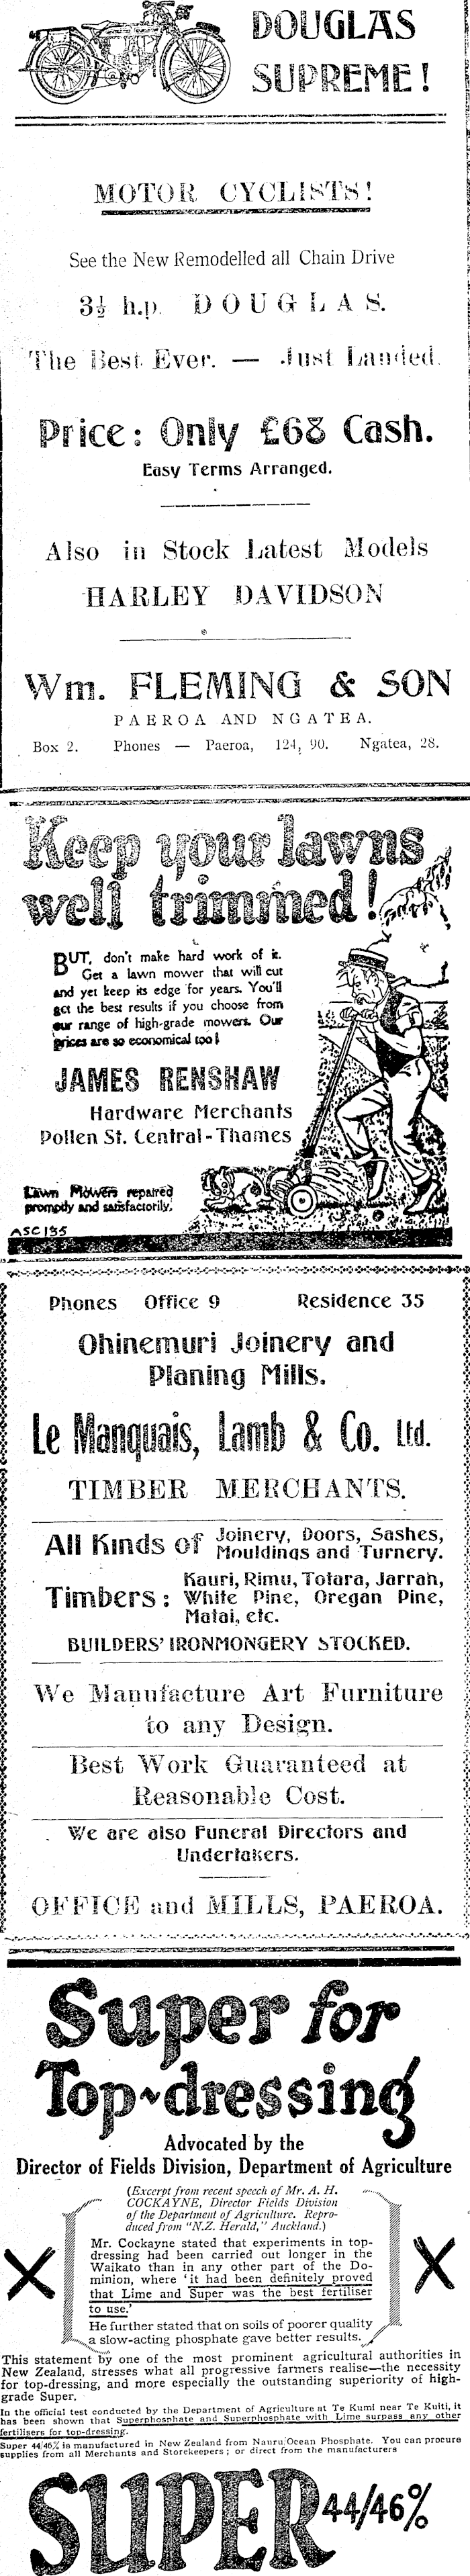 DOUGLAS
SUPREME!
MOTOR CYCLISTS!
See the New Remodelled all Chain Drive
3½ h.p. DOUGLAS.
The Best Ever. — Just Landed.
Price: Only £68 Cash.
Easy Terms Arranged.
Also in Stock Latest Models
HARLEY DAVIDSON
Wm. FLEMING & SON
PAEROA AND NGATEA.
Box 2. Phones — Paeroa, 124, 90. Ngatea, 28.
Keep your lawns
well trimmed!
BUT, don't make hard work of it.
Get a lawn mower that will cut
and yet keep its edge for years. You'll
get the best results if you choose from
our range of high-grade mowers. Our
prices are so economical too!
JAMES RENSHAW
Hardware Merchants
Pollen St. Central - Thames
Lawn Mowers repaired
promptly and satisfactorily.
ASC 135
Phones Office 9 Residence 35
Ohinemuri Joinery and
Planing Mills.
Le Manquais, Lamb & Co. Ltd.
TIMBER MERCHANTS.
All Kinds of Joinery, Doors, Sashes,
Mouldings and Turnery.
Timbers: Kauri, Rimu, Totara, Jarrah,
White Pine, Oregan Pine,
Matai, etc.
BUILDERS' IRONMONGERY STOCKED.
We Manufacture Art Furniture
to any Design.
Best Work Guaranteed at
Reasonable Cost.
We are also Funeral Directors and
Undertakers.
OFFICE and MILLS, PAEROA.
Super for
Top-dressing
Advocated by the
Director of Fields Division, Department of Agriculture
(Excerpt from recent speech of Mr. A. H.
COCKAYNE, Director Fields Division
of the Department of Agriculture. Repro-
duced from "N.Z. Herald," Auckland.)
Mr. Cockayne stated that experiments in top-
dressing had been carried out longer in the
Waikato than in any other part of the Do-
minion, where 'it had been definitely proved
that Lime and Super was the best fertiliser
to use.'
He further stated that on soils of poorer quality
a slow-acting phosphate gave better results.
This statement by one of the most prominent agricultural authorities in
New Zealand, stresses what all progressive farmers realise—the necessity
for top-dressing, and more especially the outstanding superiority of high-
grade Super.
In the official test conducted by the Department of Agriculture at Te Kumi near Te Kuiti, it
has been shown that Superphosphate and Superphosphate with Lime surpass any other
fertilisers for top-dressing.
Super 44/46% is manufactured in New Zealand from Nauru/Ocean Phosphate. You can procure
supplies from all Merchants and Storekeepers; or direct from the manufacturers
SUPER 44/46%